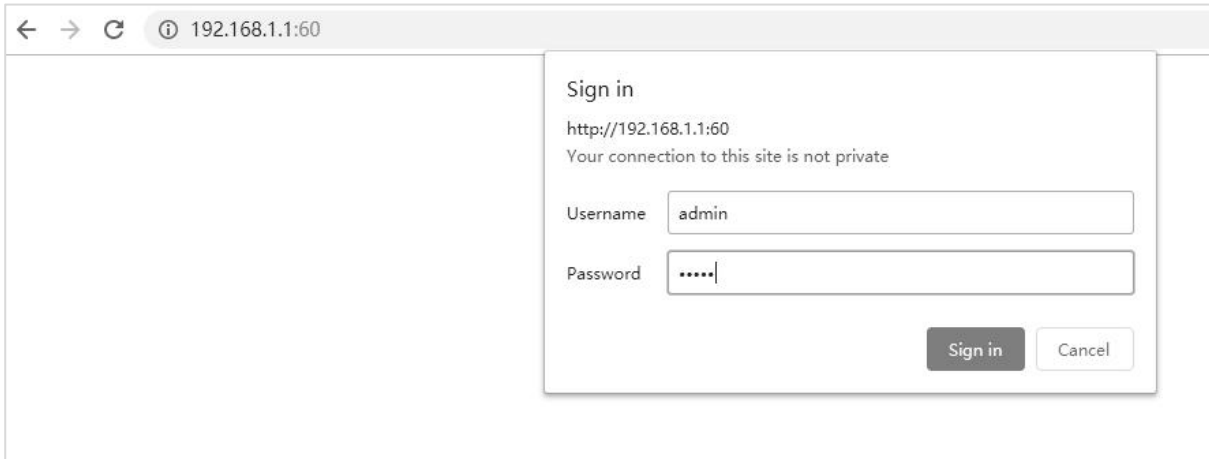 192.168.1.1:60
Sign in
http://192.168.1.1:60
Your connection to this site is not private
Username admin
Password •••••
Sign in Cancel